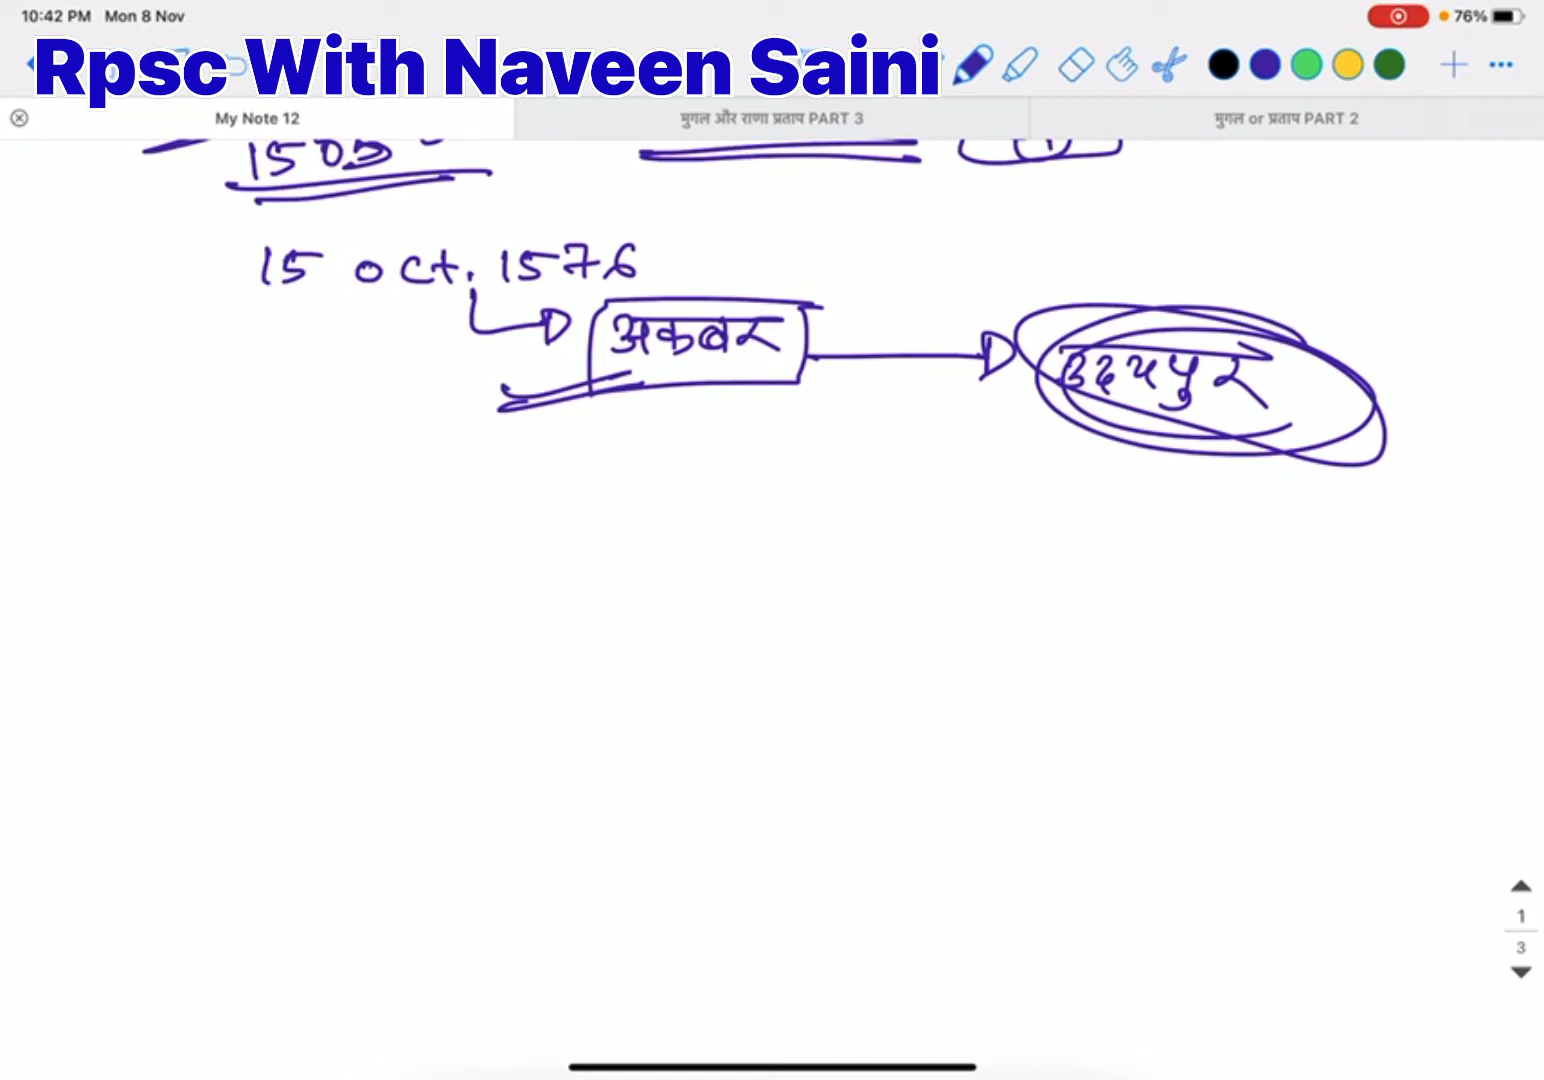 10:42 PM Mon 8 Nov
76%
Rpsc With Naveen Saini
My Note 12
मुगल और राणा प्रताप PART 3
मुगल or प्रताप PART 2
15 oct. 1576
अकबर
उदयपुर
1
3